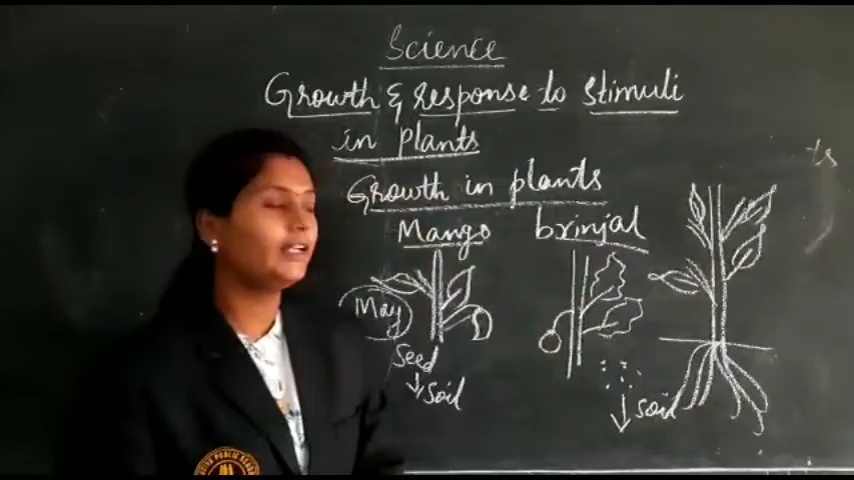 Science
Growth & response to stimuli
in plants
Growth in plants
Mango brinjal
May
Seed
↓ soil
↓ soil